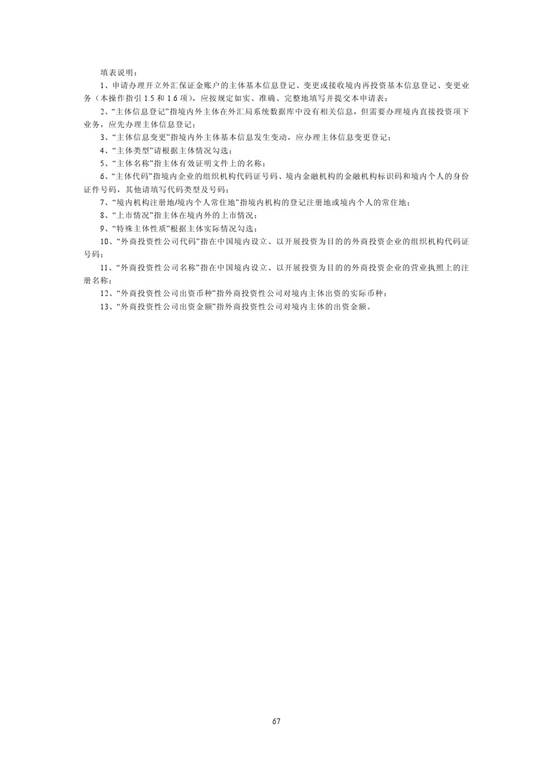 填表说明：
1、申请办理开立外汇保证金账户的主体基本信息登记、变更或接收境内再投资基本信息登记、变更业
务（本操作指引 1.5 和 1.6 项），应按规定如实、准确、完整地填写并提交本申请表；
2、“主体信息登记”指境内外主体在外汇局系统数据库中没有相关信息，但需要办理境内直接投资项下
业务，应先办理主体信息登记；
3、“主体信息变更”指境内外主体基本信息发生变动，应办理主体信息变更登记；
4、“主体类型”请根据主体情况勾选；
5、“主体名称”指主体有效证明文件上的名称；
6、“主体代码”指境内企业的组织机构代码证号码、境内金融机构的金融机构标识码和境内个人的身份
证件号码，其他请填写代码类型及号码；
7、“境内机构注册地/境内个人常住地”指境内机构的登记注册地或境内个人的常住地；
8、“上市情况”指主体在境内外的上市情况；
9、“特殊主体性质”根据主体实际情况勾选；
10、“外商投资性公司代码”指在中国境内设立、以开展投资为目的的外商投资企业的组织机构代码证
号码；
11、“外商投资性公司名称”指在中国境内设立、以开展投资为目的的外商投资企业的营业执照上的注
册名称；
12、“外商投资性公司出资币种”指外商投资性公司对境内主体出资的实际币种；
13、“外商投资性公司出资金额”指外商投资性公司对境内主体的出资金额。
67